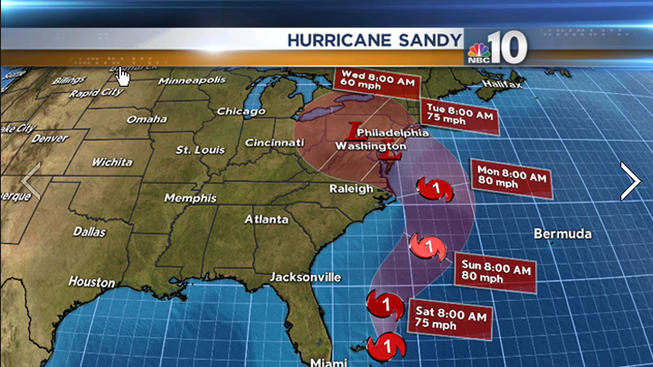 HURRICANE SANDY
NBC 10
Billings
Bismarck
Minneapolis
Rapid City
Wed 8:00 AM
60 mph
Halifax
Tue 8:00 AM
75 mph
Chicago
Omaha
Denver
Cincinnati
L Philadelphia
Washington
L
St. Louis
Wichita
Mon 8:00 AM
80 mph
Raleigh
1
Memphis
Atlanta
Dallas
Bermuda
1
Sun 8:00 AM
80 mph
Houston
Jacksonville
1
Sat 8:00 AM
75 mph
1
Miami